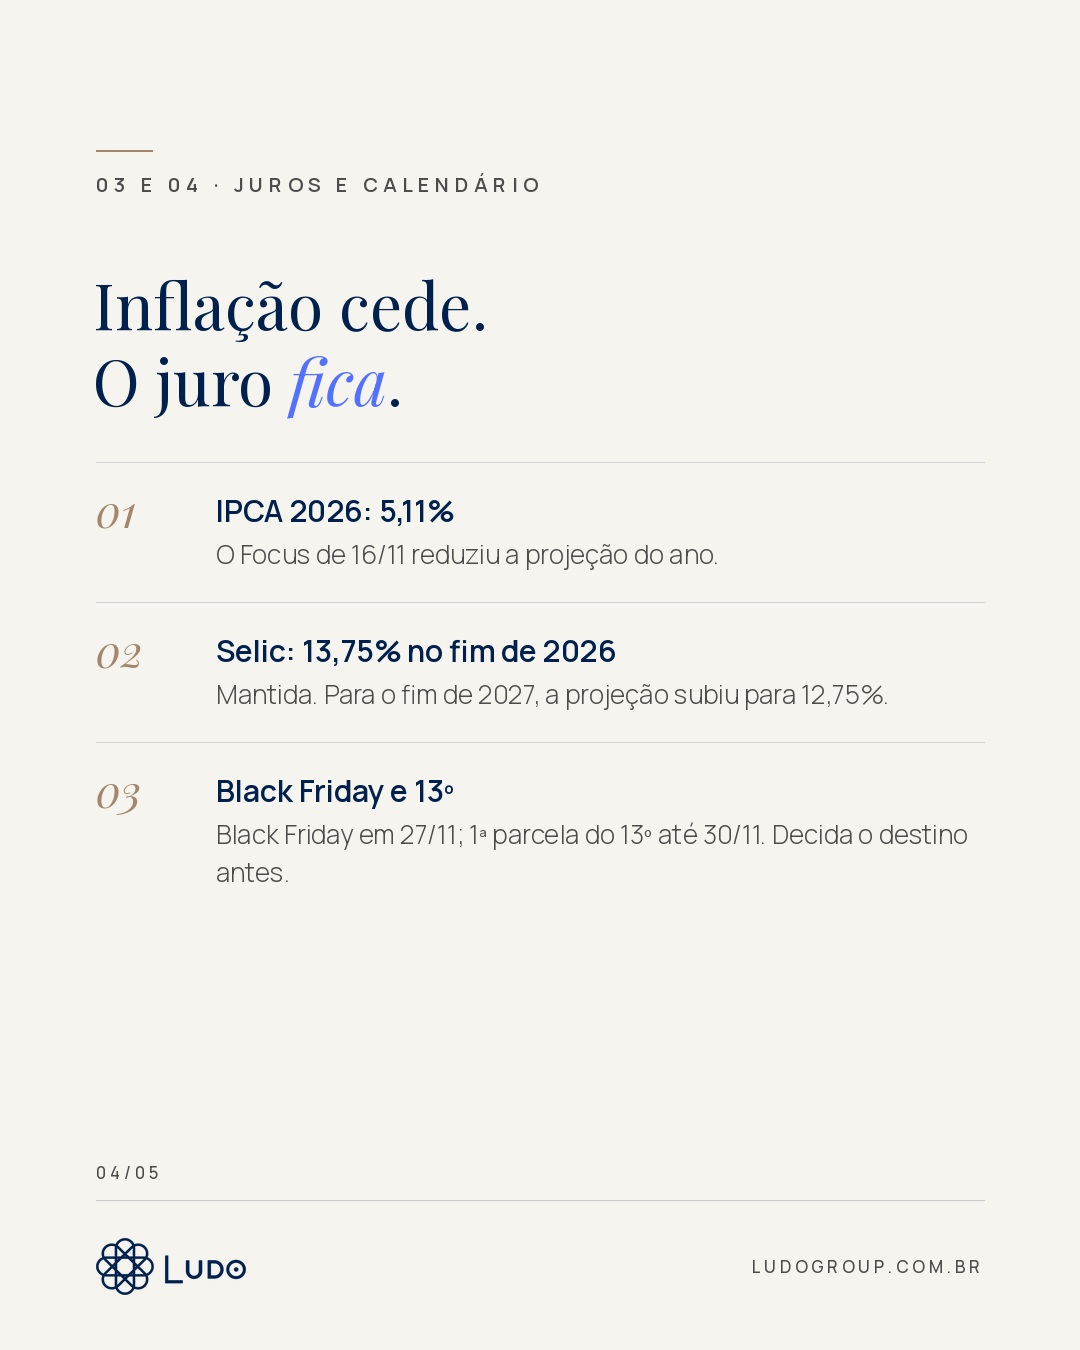 03 E 04 · JUROS E CALENDÁRIO
Inflação cede.
O juro fica.
01
IPCA 2026: 5,11%
O Focus de 16/11 reduziu a projeção do ano.
02
Selic: 13,75% no fim de 2026
Mantida. Para o fim de 2027, a projeção subiu para 12,75%.
03
Black Friday e 13º
Black Friday em 27/11; 1ª parcela do 13º até 30/11. Decida o destino
antes.
04/05
LUDO
LUDOGROUP.COM.BR